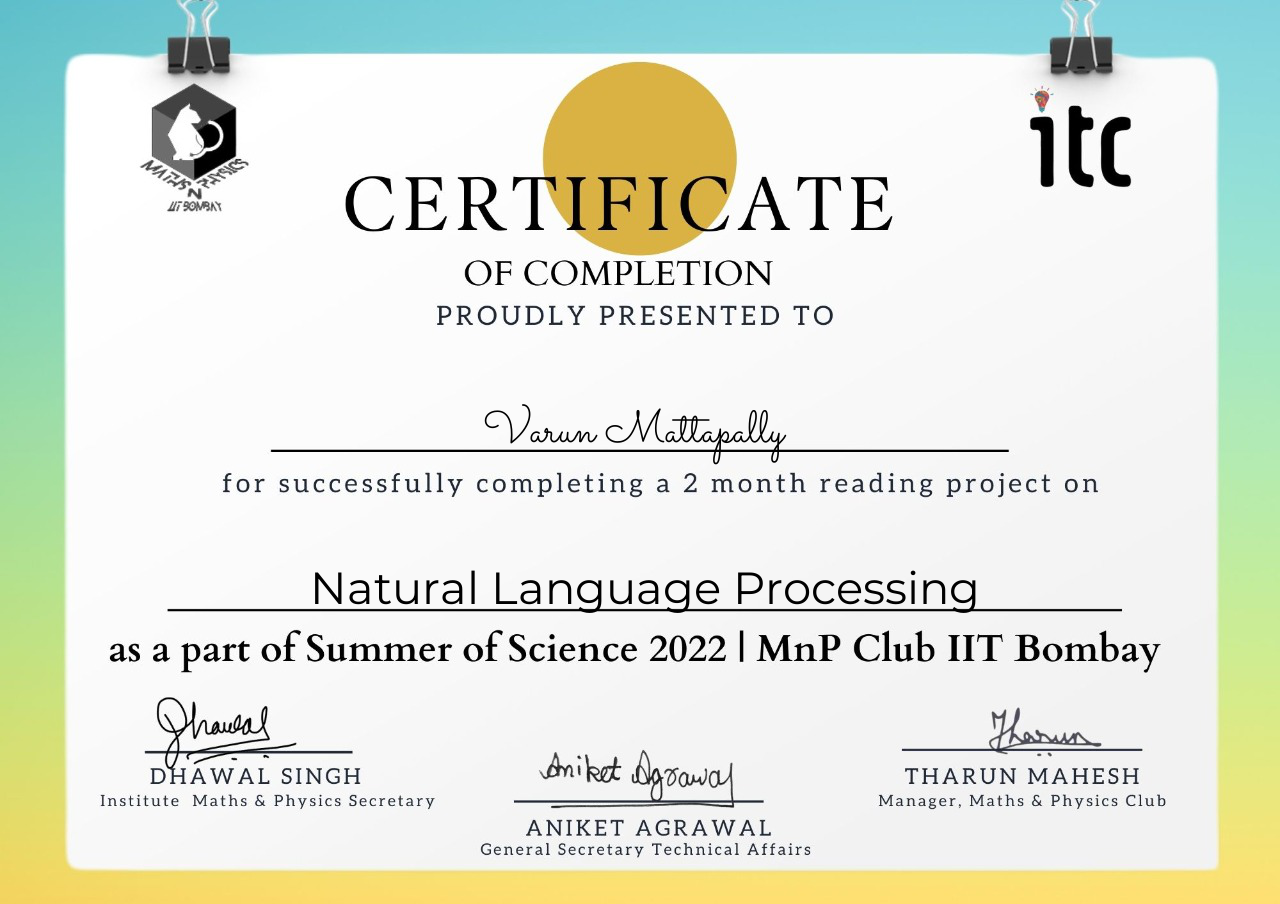 MATHS N PHYSICS
IIT BOMBAY
itc
CERTIFICATE
OF COMPLETION
PROUDLY PRESENTED TO
Varun Mattapally
for successfully completing a 2 month reading project on
Natural Language Processing
as a part of Summer of Science 2022 | MnP Club IIT Bombay
Dhawal
DHAWAL SINGH
Institute Maths & Physics Secretary
Aniket Agrawal
ANIKET AGRAWAL
General Secretary Technical Affairs
Tharun
THARUN MAHESH
Manager, Maths & Physics Club